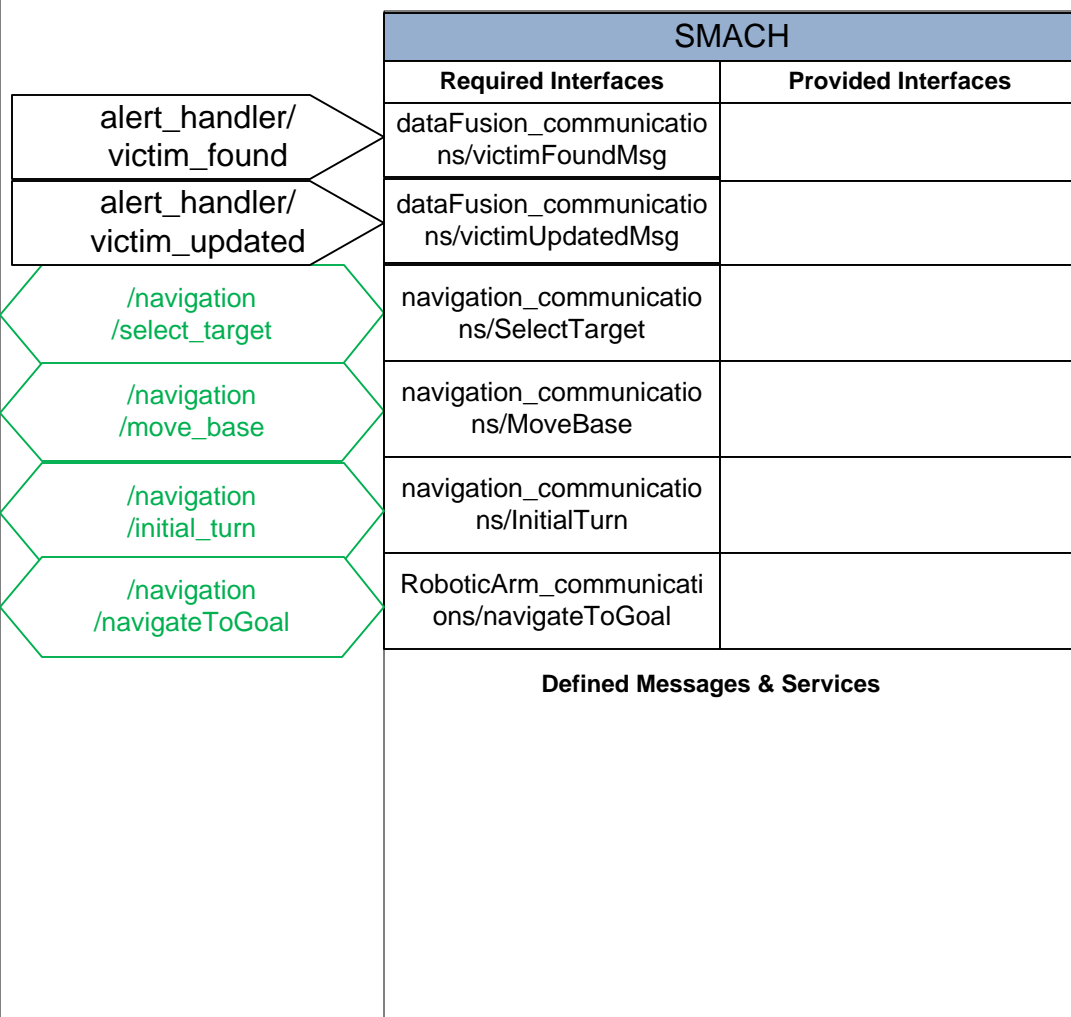 SMACH
Required Interfaces
Provided Interfaces
alert_handler/
victim_found
dataFusion_communicatio
ns/victimFoundMsg
alert_handler/
victim_updated
dataFusion_communicatio
ns/victimUpdatedMsg
/navigation
/select_target
navigation_communicatio
ns/SelectTarget
/navigation
/move_base
navigation_communicatio
ns/MoveBase
/navigation
/initial_turn
navigation_communicatio
ns/InitialTurn
/navigation
/navigateToGoal
RoboticArm_communicati
ons/navigateToGoal
Defined Messages & Services